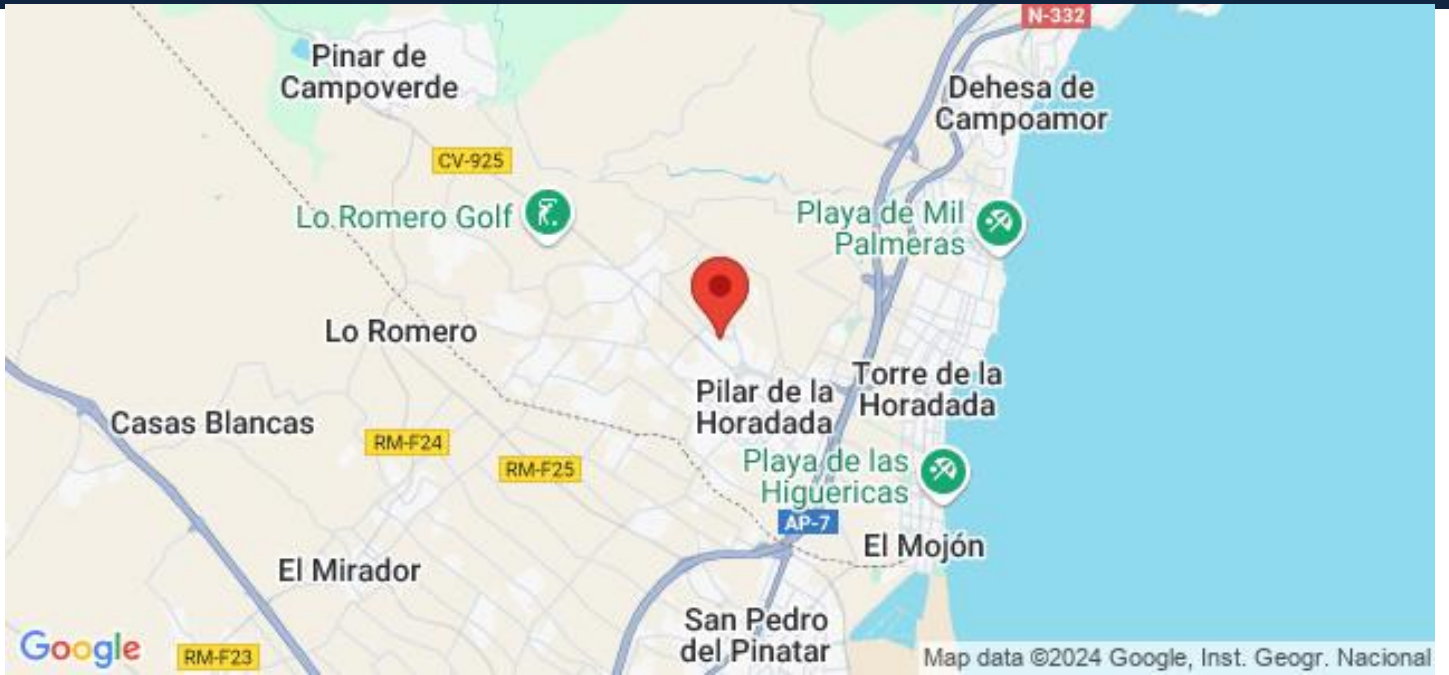 N-332
Pinar de
Campoverde
Dehesa de
Campoamor
CV-925
Lo Romero Golf
Playa de Mil
Palmeras
Lo Romero
Pilar de la
Horadada
Torre de la
Horadada
Casas Blancas
RM-F24
RM-F25
Playa de las
Higuericas
AP-7
El Mojón
El Mirador
San Pedro
del Pinatar
Google
RM-F23
Map data ©2024 Google, Inst. Geogr. Nacional